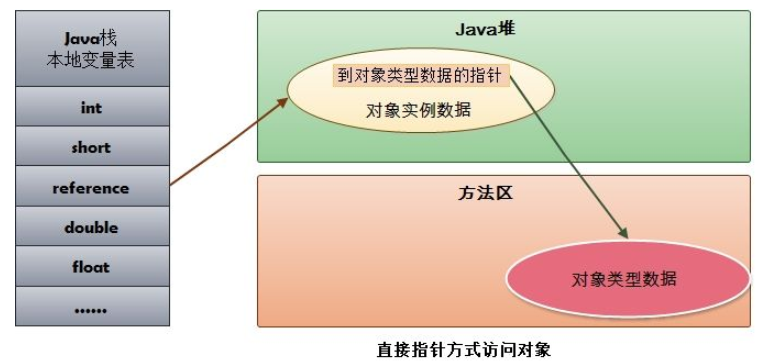 Java栈
本地变量表
int
short
reference
double
float
......
Java堆
到对象类型数据的指针
对象实例数据
方法区
对象类型数据
直接指针方式访问对象